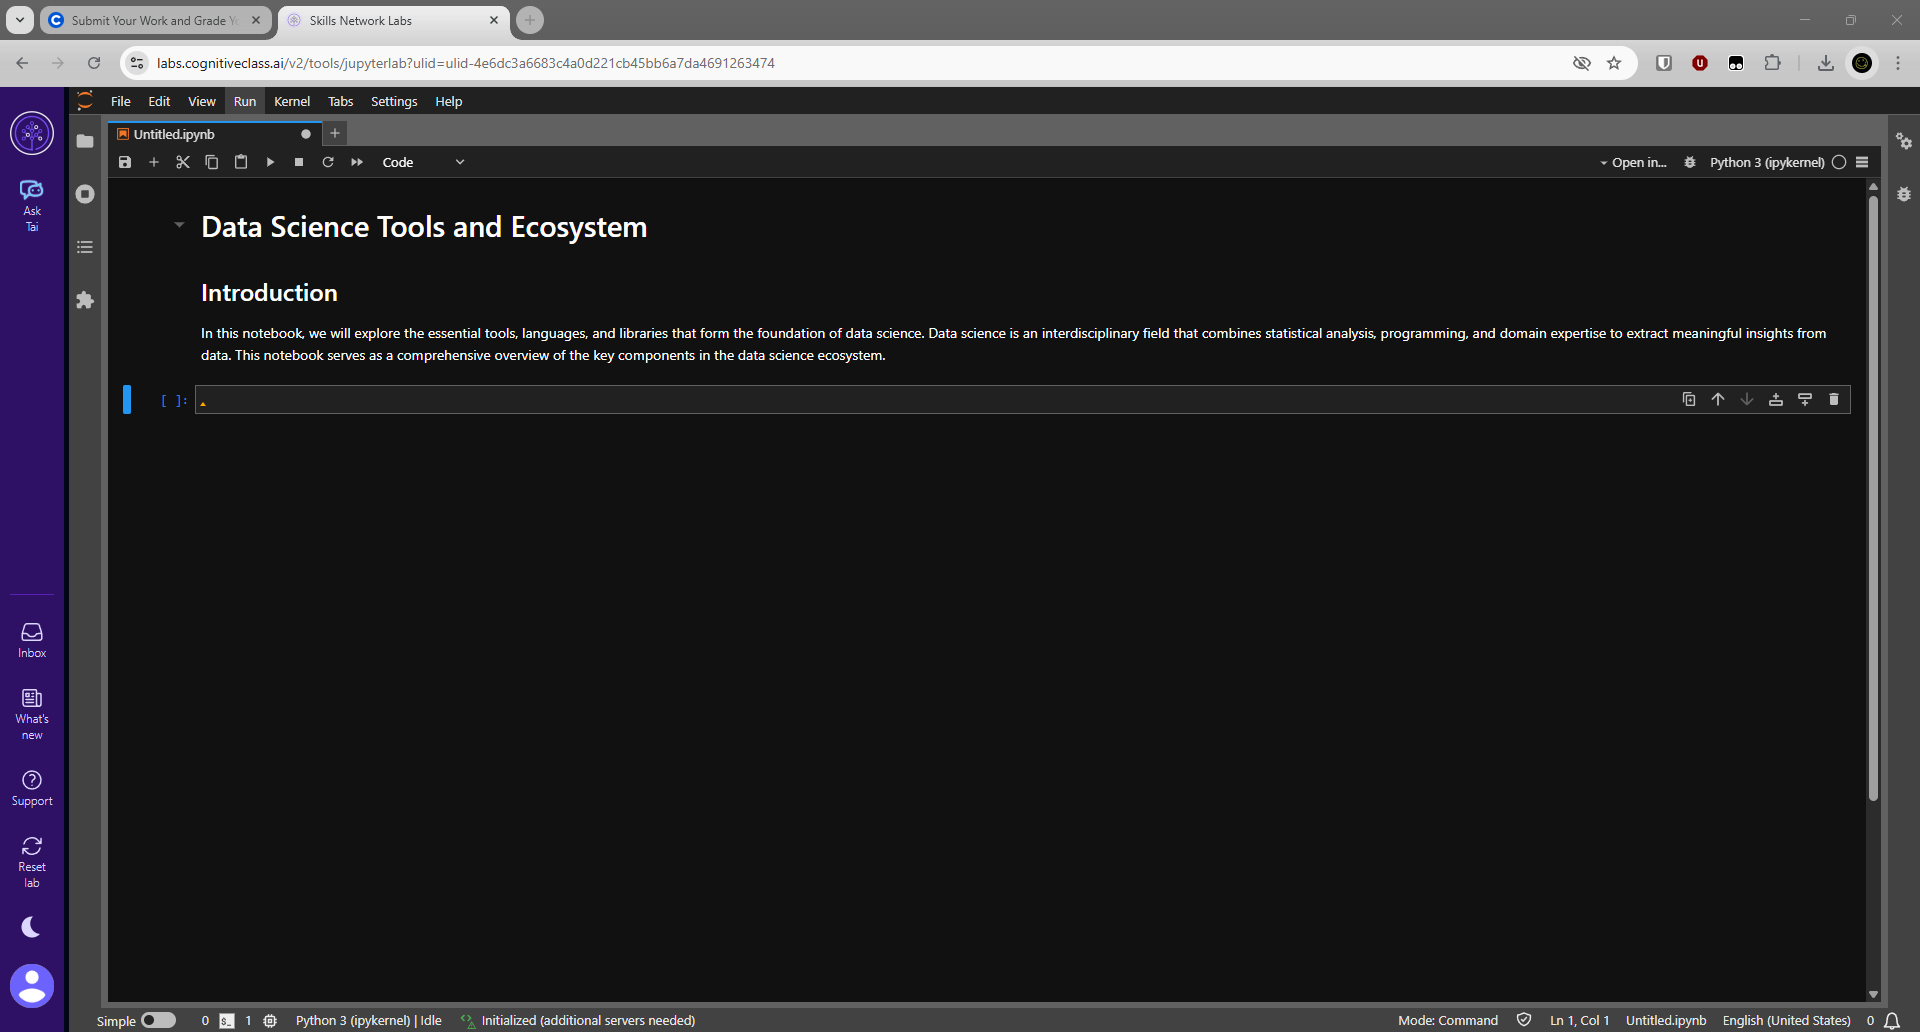 Submit Your Work and Grade Yo
Skills Network Labs
labs.cognitiveclass.ai/v2/tools/jupyterlab?ulid=ulid-4e6dc3a6683c4a0d221cb45bb6a7da4691263474
File Edit View Run Kernel Tabs Settings Help
Untitled.ipynb
Code
Open in...
Python 3 (ipykernel)
Ask
Tai
Data Science Tools and Ecosystem
Introduction
In this notebook, we will explore the essential tools, languages, and libraries that form the foundation of data science. Data science is an interdisciplinary field that combines statistical analysis, programming, and domain expertise to extract meaningful insights from
data. This notebook serves as a comprehensive overview of the key components in the data science ecosystem.
[ ]:
Inbox
What's
new
Support
Reset
lab
Simple 0 $_ 1 Python 3 (ipykernel) | Idle Initialized (additional servers needed) Mode: Command Ln 1, Col 1 Untitled.ipynb English (United States) 0